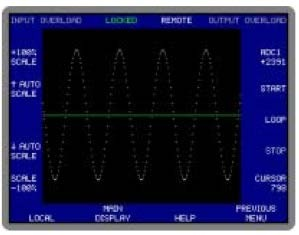 INPUT OVERLOAD LOCKED REMOTE OUTPUT OVERLOAD
+100%
SCALE
ADC1
+2391
↑ AUTO
SCALE
START
LOOP
↓ AUTO
SCALE
STOP
SCALE
-100%
CURSOR
798
LOCAL
MAIN
DISPLAY
HELP
PREVIOUS
MENU